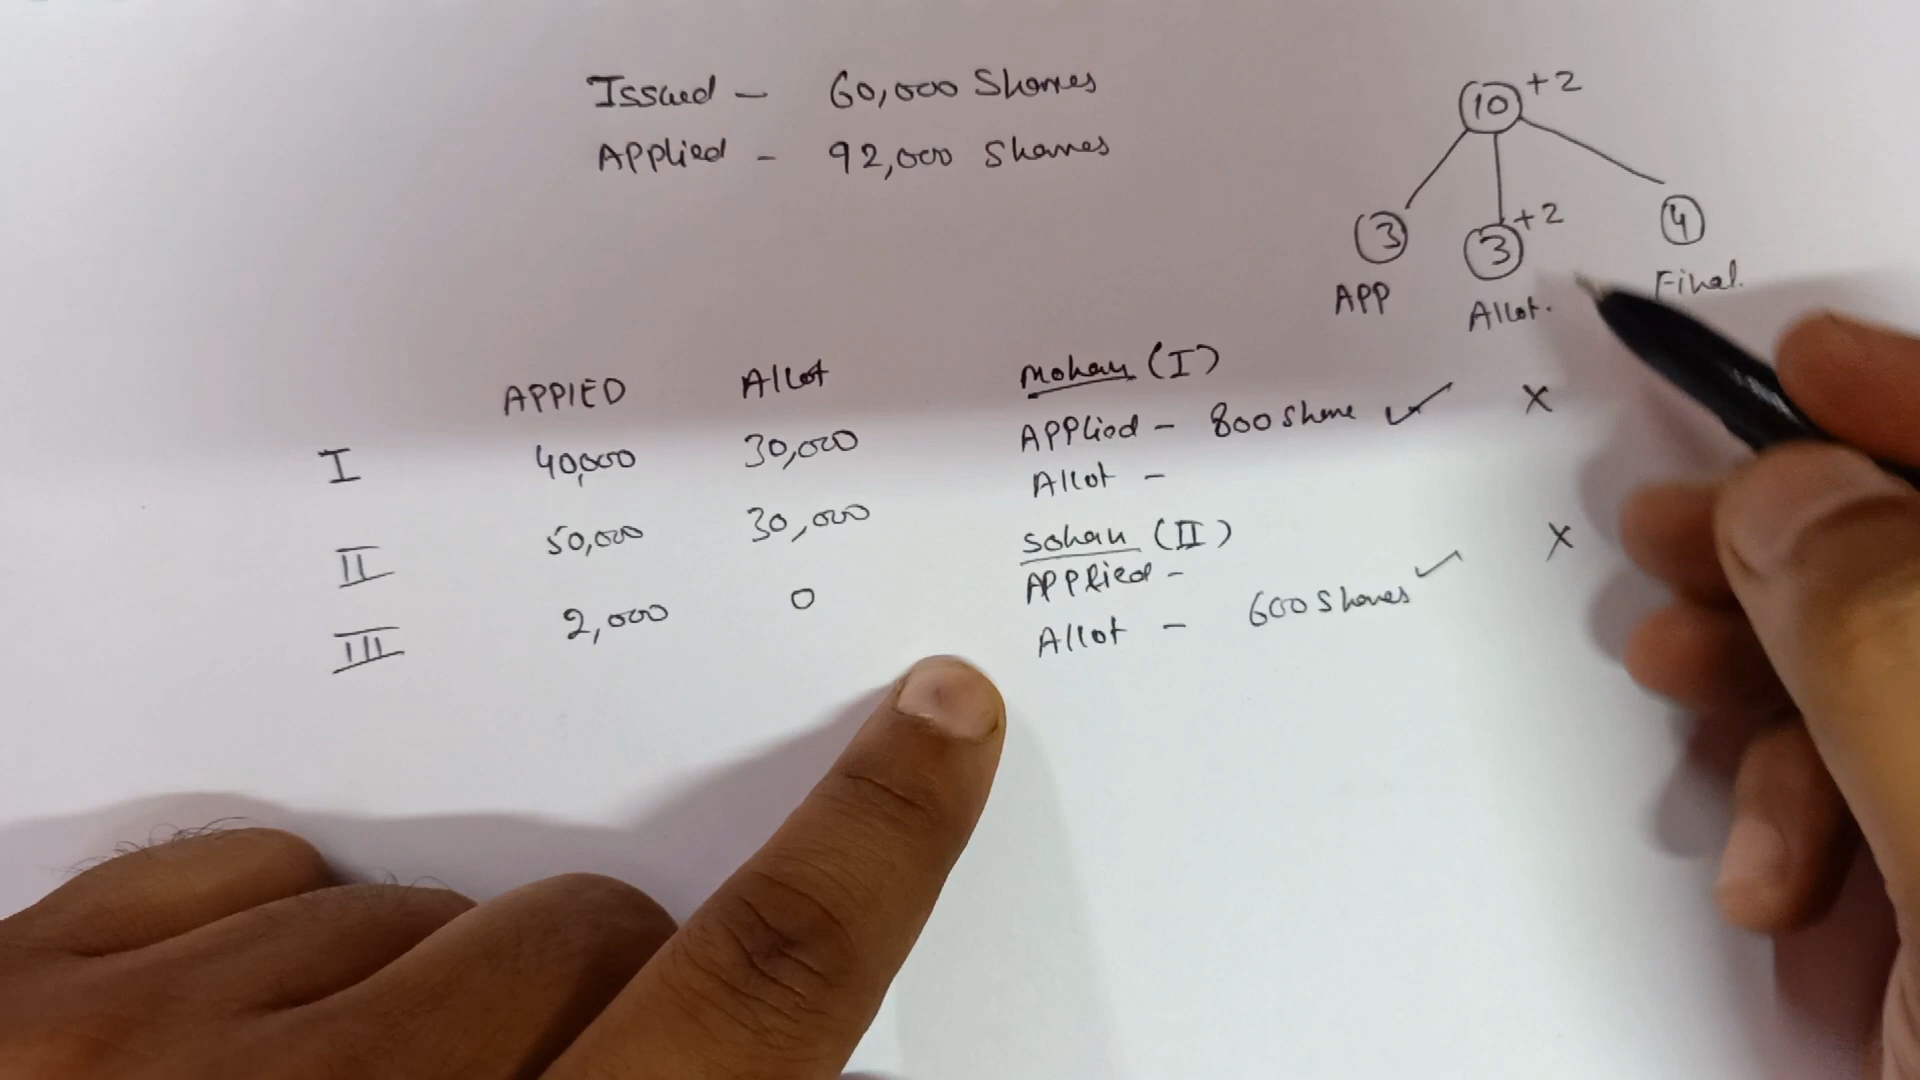 Issued - 60,000 Shares
Applied - 92,000 Shares
10 +2
3
3 +2
4
APP
Allot.
Final.
APPIED Allot
I 40,000 30,000
II 50,000 30,000
III 2,000 0
Mohan (I)
Applied - 800 Share ✓ X
Allot -
Sohan (II)
Applied - X
Allot - 600 Shares ✓